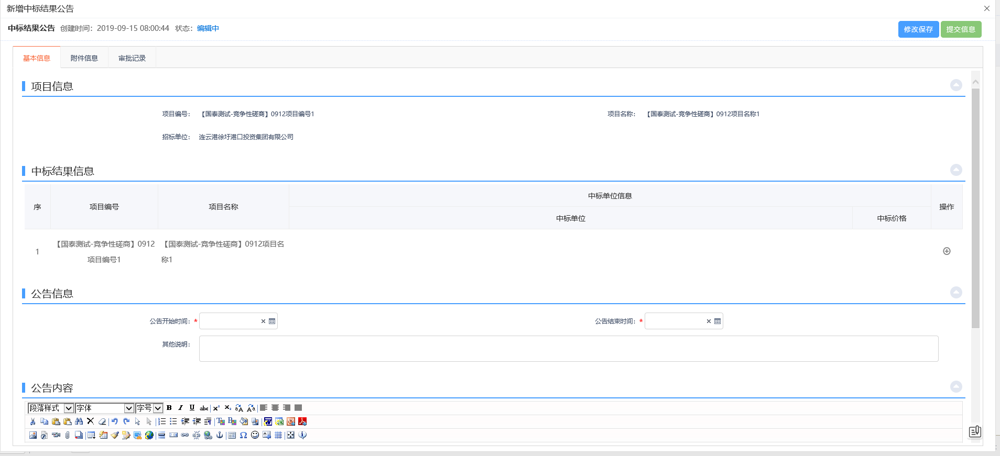 新增中标结果公告
中标结果公告 创建时间：2019-09-15 08:00:44 状态：编辑中
修改保存 提交信息
基本信息 附件信息 审批记录
项目信息
项目编号： 【国泰测试-竞争性磋商】0912项目编号1 项目名称： 【国泰测试-竞争性磋商】0912项目名称1
招标单位： 连云港徐圩港口投资集团有限公司
中标结果信息
序 项目编号 项目名称 中标单位信息 操作
中标单位 中标价格
1 【国泰测试-竞争性磋商】0912 【国泰测试-竞争性磋商】0912项目名
项目编号1 称1
公告信息
公告开始时间：* 公告结束时间：*
其他说明：
公告内容
段落样式 字体 字号